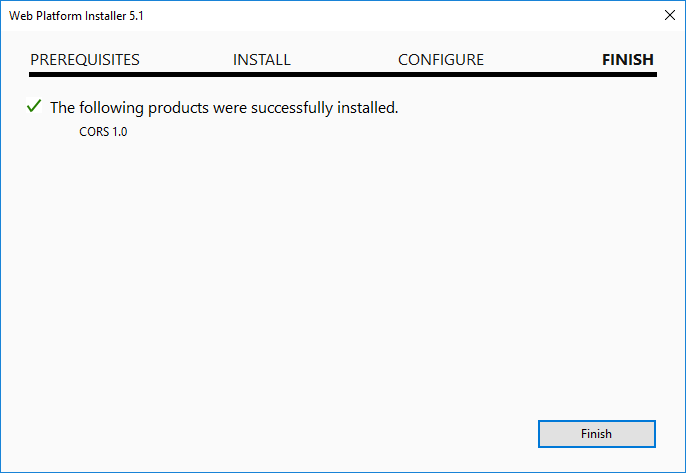 Web Platform Installer 5.1
PREREQUISITES INSTALL CONFIGURE FINISH
The following products were successfully installed.
CORS 1.0
Finish